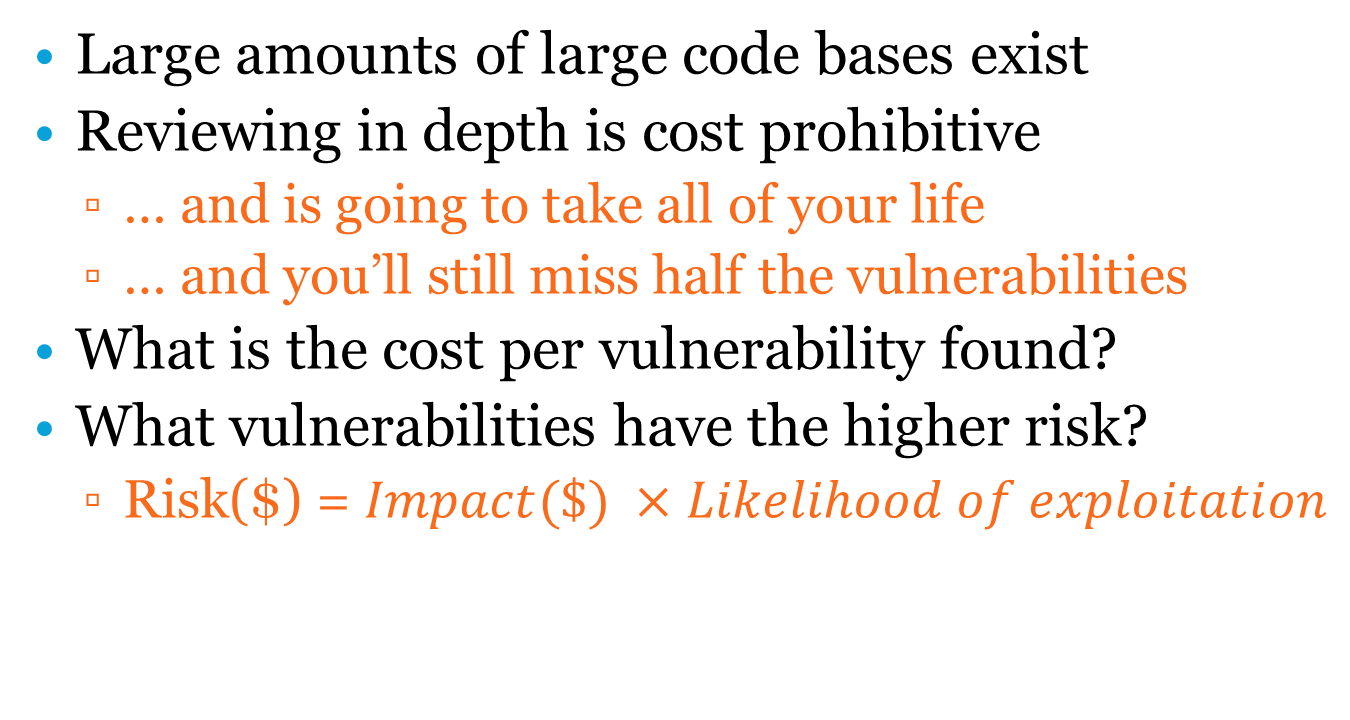 • Large amounts of large code bases exist
• Reviewing in depth is cost prohibitive
▫ … and is going to take all of your life
▫ … and you’ll still miss half the vulnerabilities
• What is the cost per vulnerability found?
• What vulnerabilities have the higher risk?
▫ Risk($) = Impact($) × Likelihood of exploitation